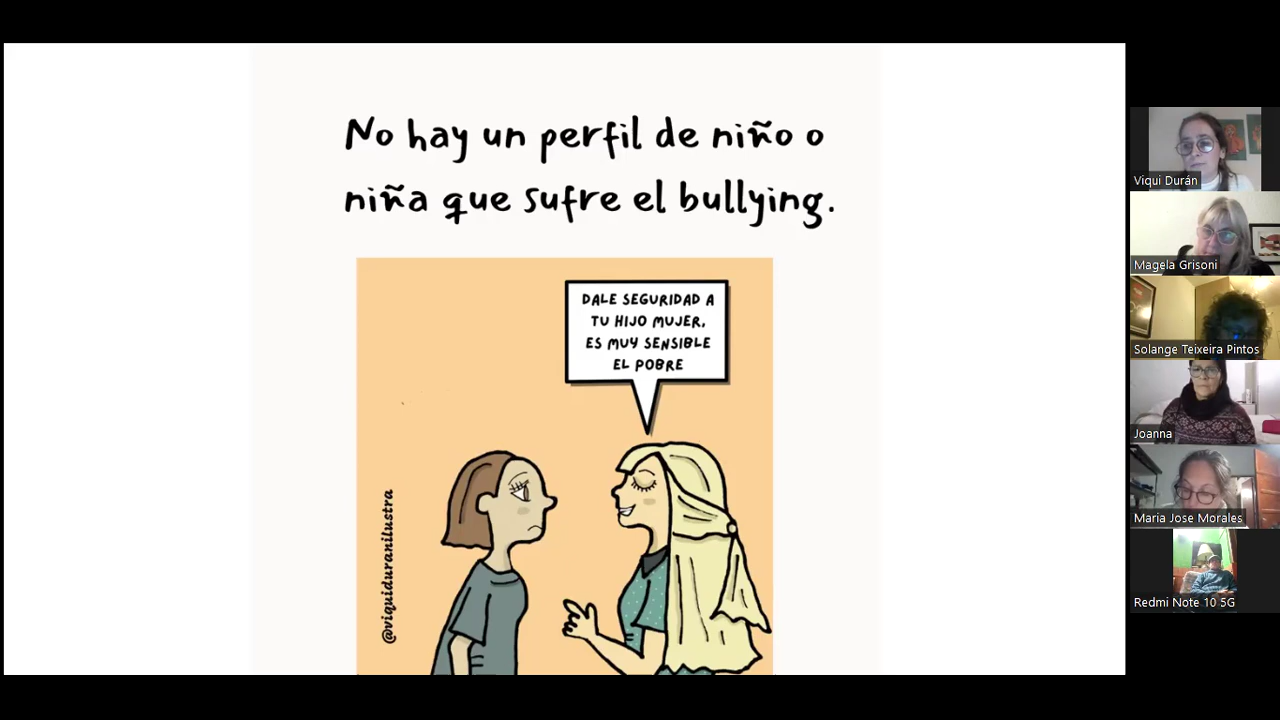 No hay un perfil de niño o
niña que sufre el bullying.
DALE SEGURIDAD A
TU HIJO MUJER,
ES MUY SENSIBLE
EL POBRE
@viquiduranilustra
Viqui Durán
Magela Grisoni
Solange Teixeira Pintos
Joanna
Maria Jose Morales
Redmi Note 10 5G